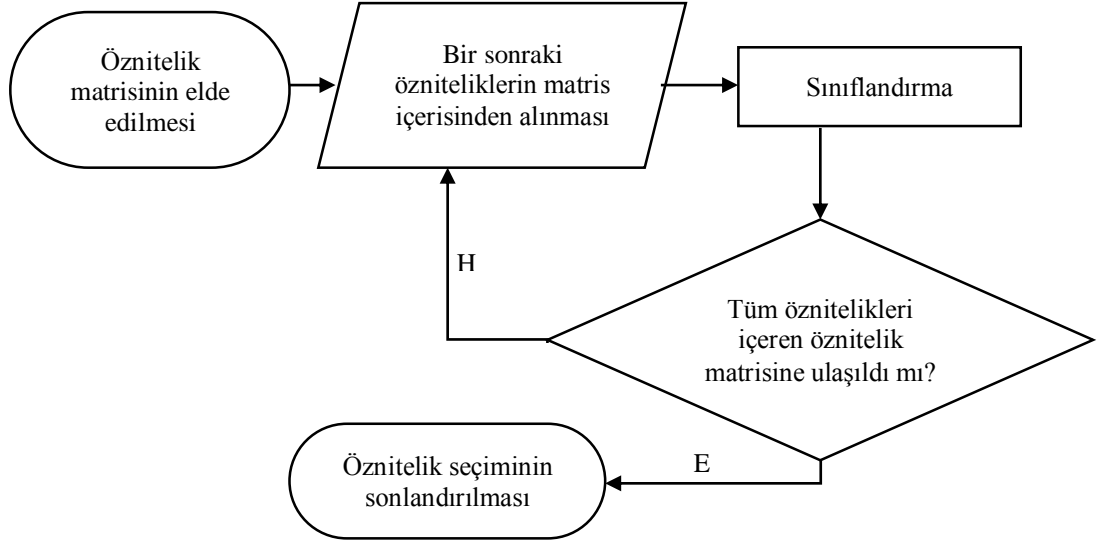 Öznitelik
matrisinin elde
edilmesi
Bir sonraki
özniteliklerin matris
içerisinden alınması
Sınıflandırma
H
Tüm öznitelikleri
içeren öznitelik
matrisine ulaşıldı mı?
E
Öznitelik seçiminin
sonlandırılması